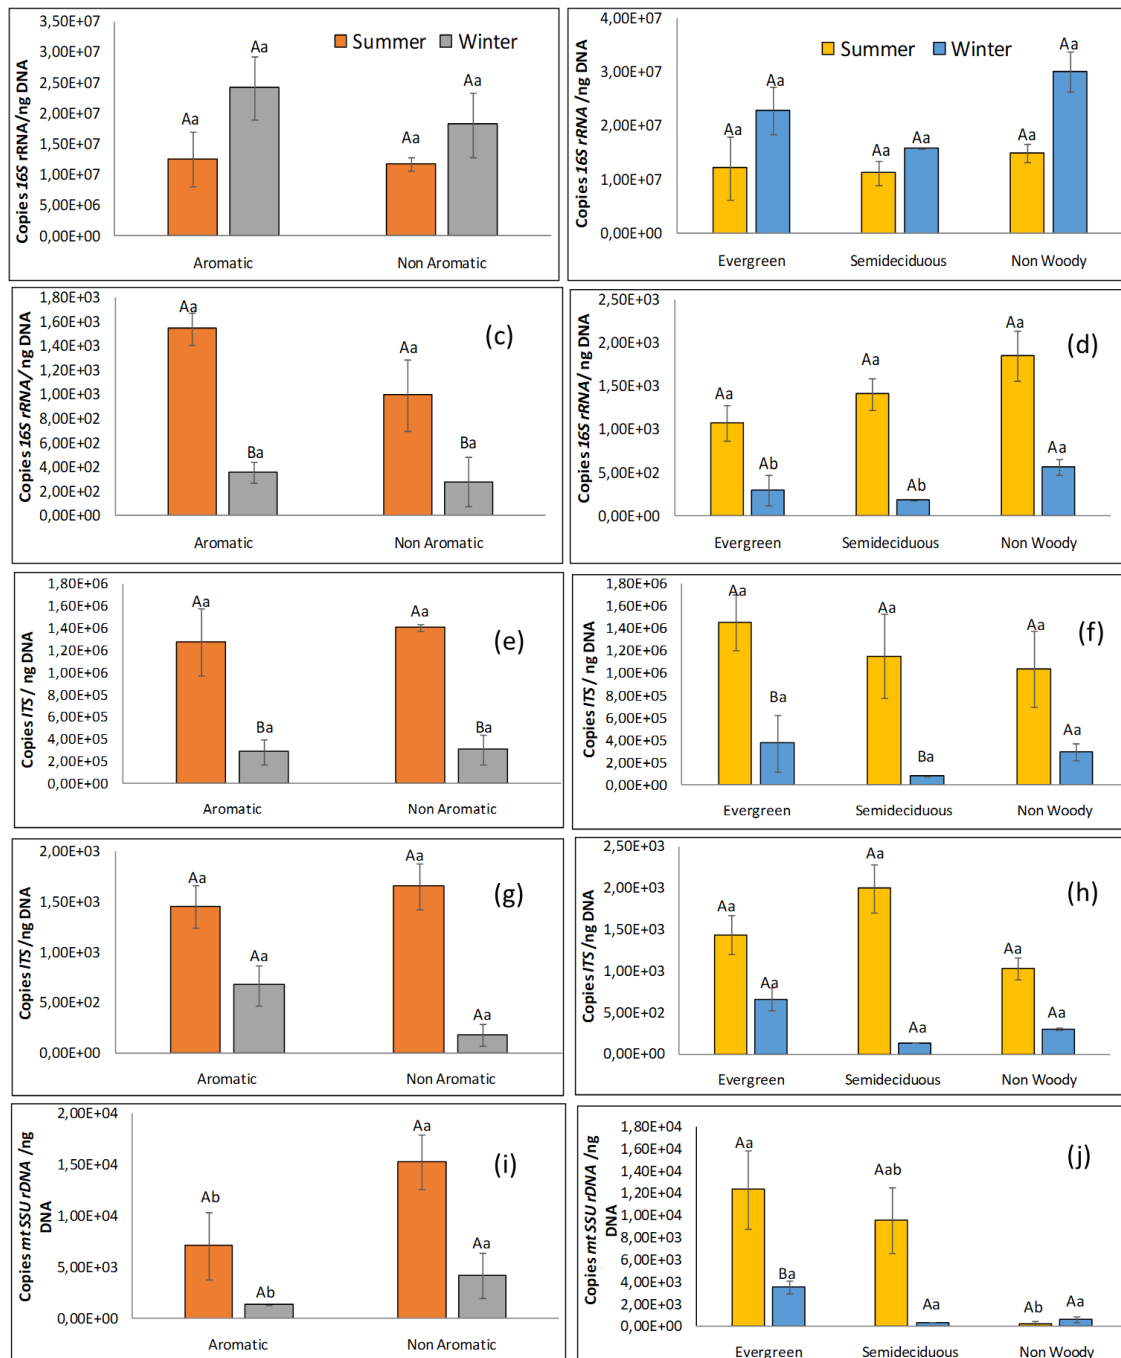 3,50E+07
3,00E+07
2,50E+07
2,00E+07
1,50E+07
1,00E+07
5,00E+06
0,00E+00
Copies 16S rRNA/ng DNA
Summer Winter
Aa Aa Aa Aa
Aromatic Non Aromatic
4,00E+07
3,00E+07
2,00E+07
1,00E+07
0,00E+00
Copies 16S rRNA /ng DNA
Summer Winter
Aa Aa Aa Aa Aa Aa
Evergreen Semideciduous Non Woody
1,80E+03
1,60E+03
1,40E+03
1,20E+03
1,00E+03
8,00E+02
6,00E+02
4,00E+02
2,00E+02
0,00E+00
Copies 16S rRNA/ ng DNA
(c)
Aa Ba Aa Ba
Aromatic Non Aromatic
2,50E+03
2,00E+03
1,50E+03
1,00E+03
5,00E+02
0,00E+00
Copies 16S rRNA/ ng DNA
(d)
Aa Ab Aa Ab Aa Aa
Evergreen Semideciduous Non Woody
1,80E+06
1,60E+06
1,40E+06
1,20E+06
1,00E+06
8,00E+05
6,00E+05
4,00E+05
2,00E+05
0,00E+00
Copies ITS / ng DNA
(e)
Aa Ba Aa Ba
Aromatic Non Aromatic
1,80E+06
1,60E+06
1,40E+06
1,20E+06
1,00E+06
8,00E+05
6,00E+05
4,00E+05
2,00E+05
0,00E+00
Copies ITS / ng DNA
(f)
Aa Ba Aa Ba Aa Aa
Evergreen Semideciduous Non Woody
2,00E+03
1,50E+03
1,00E+03
5,00E+02
0,00E+00
Copies ITS /ng DNA
(g)
Aa Aa Aa Aa
Aromatic Non Aromatic
2,50E+03
2,00E+03
1,50E+03
1,00E+03
5,00E+02
0,00E+00
Copies ITS /ng DNA
(h)
Aa Aa Aa Aa Aa Aa
Evergreen Semideciduous Non Woody
2,00E+04
1,50E+04
1,00E+04
5,00E+03
0,00E+00
Copies mt SSU rDNA /ng
DNA
(i)
Ab Ab Aa Aa
Aromatic Non Aromatic
1,80E+04
1,60E+04
1,40E+04
1,20E+04
1,00E+04
8,00E+03
6,00E+03
4,00E+03
2,00E+03
0,00E+00
Copies mt SSU rDNA /ng
DNA
(j)
Aa Ba Aab Aa Ab Aa
Evergreen Semideciduous Non Woody